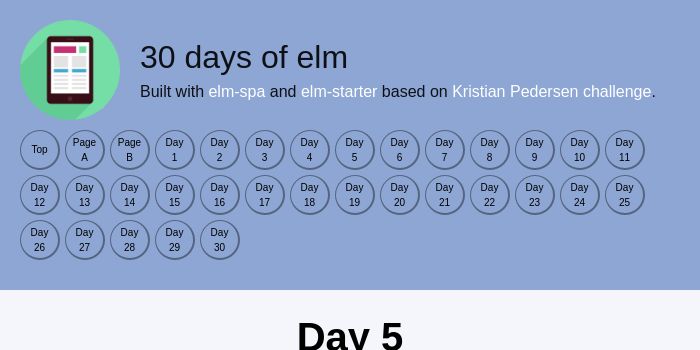 30 days of elm
Built with elm-spa and elm-starter based on Kristian Pedersen challenge.
Top
Page A
Page B
Day 1
Day 2
Day 3
Day 4
Day 5
Day 6
Day 7
Day 8
Day 9
Day 10
Day 11
Day 12
Day 13
Day 14
Day 15
Day 16
Day 17
Day 18
Day 19
Day 20
Day 21
Day 22
Day 23
Day 24
Day 25
Day 26
Day 27
Day 28
Day 29
Day 30
Day 5